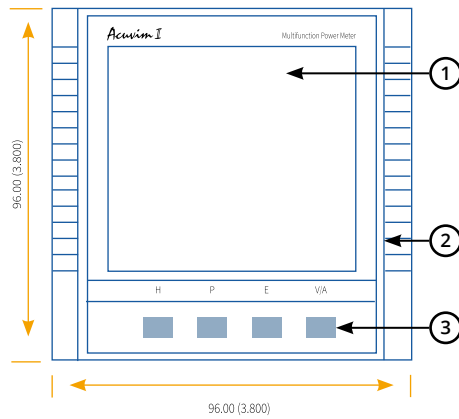 Acuvim II
Multifunction Power Meter
1
96.00 (3.800)
2
H P E V/A
3
96.00 (3.800)